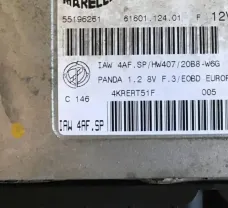 MARELLI
55196261 61601.124.01 F 12V
IAW 4AF.SP/HW407/20B8-W6G
PANDA 1.2 8V F.3/EOBD EUROP
4KRERT51F 005
C 146
IAW 4AF.SP